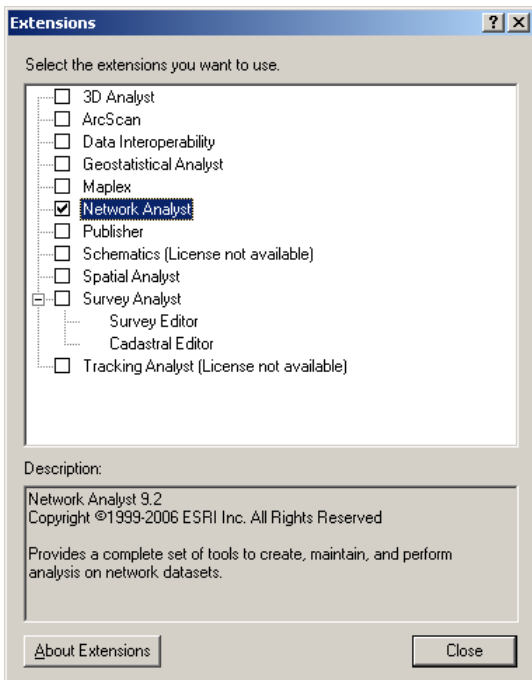 Extensions
Select the extensions you want to use.
3D Analyst
ArcScan
Data Interoperability
Geostatistical Analyst
Maplex
Network Analyst
Publisher
Schematics (License not available)
Spatial Analyst
Survey Analyst
Survey Editor
Cadastral Editor
Tracking Analyst (License not available)
Description:
Network Analyst 9.2
Copyright ©1999-2006 ESRI Inc. All Rights Reserved
Provides a complete set of tools to create, maintain, and perform
analysis on network datasets.
About Extensions
Close